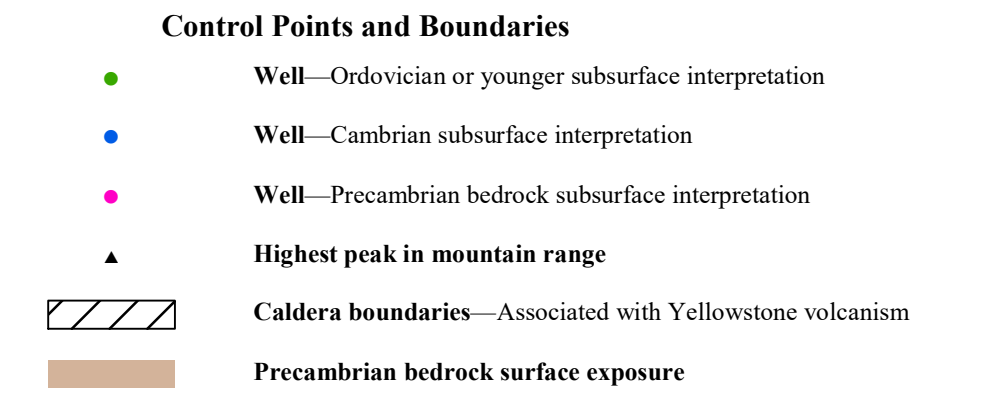 Control Points and Boundaries
Well—Ordovician or younger subsurface interpretation
Well—Cambrian subsurface interpretation
Well—Precambrian bedrock subsurface interpretation
Highest peak in mountain range
Caldera boundaries—Associated with Yellowstone volcanism
Precambrian bedrock surface exposure